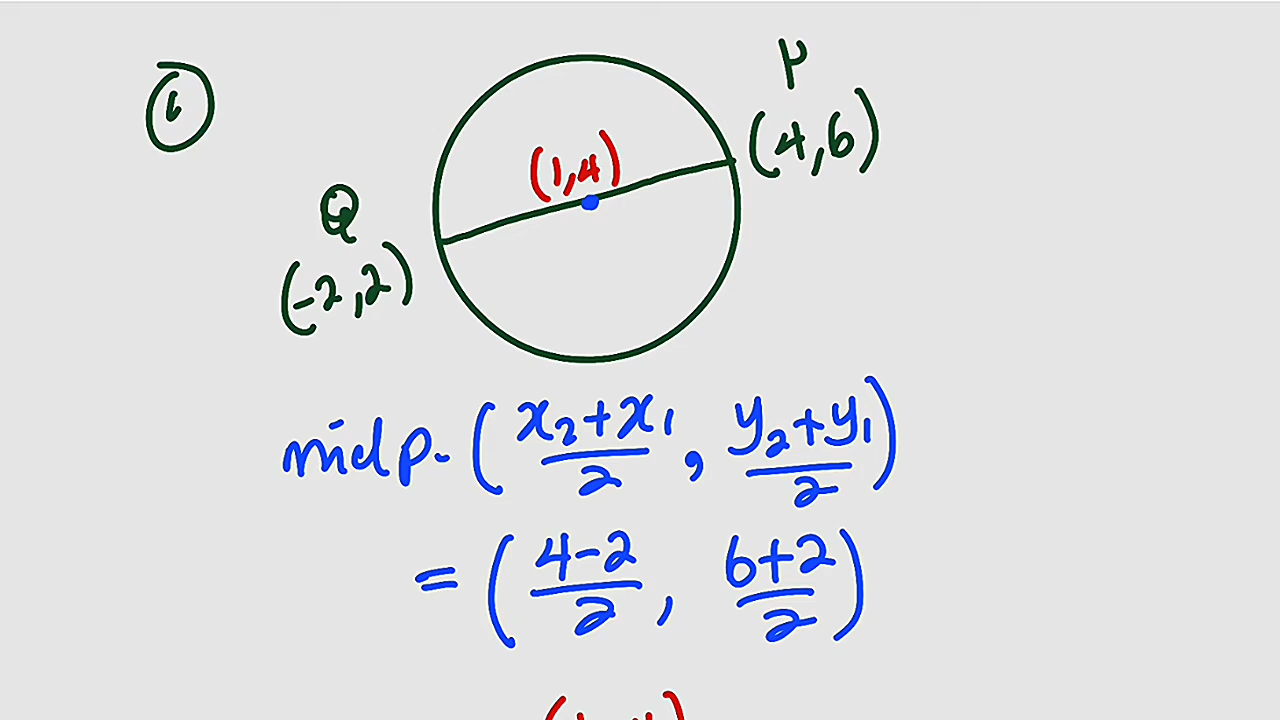 6
P
(4,6)
(1,4)
Q
(-2,2)
midp. (x₂+x₁/2, y₂+y₁/2)
= (4-2/2, 6+2/2)